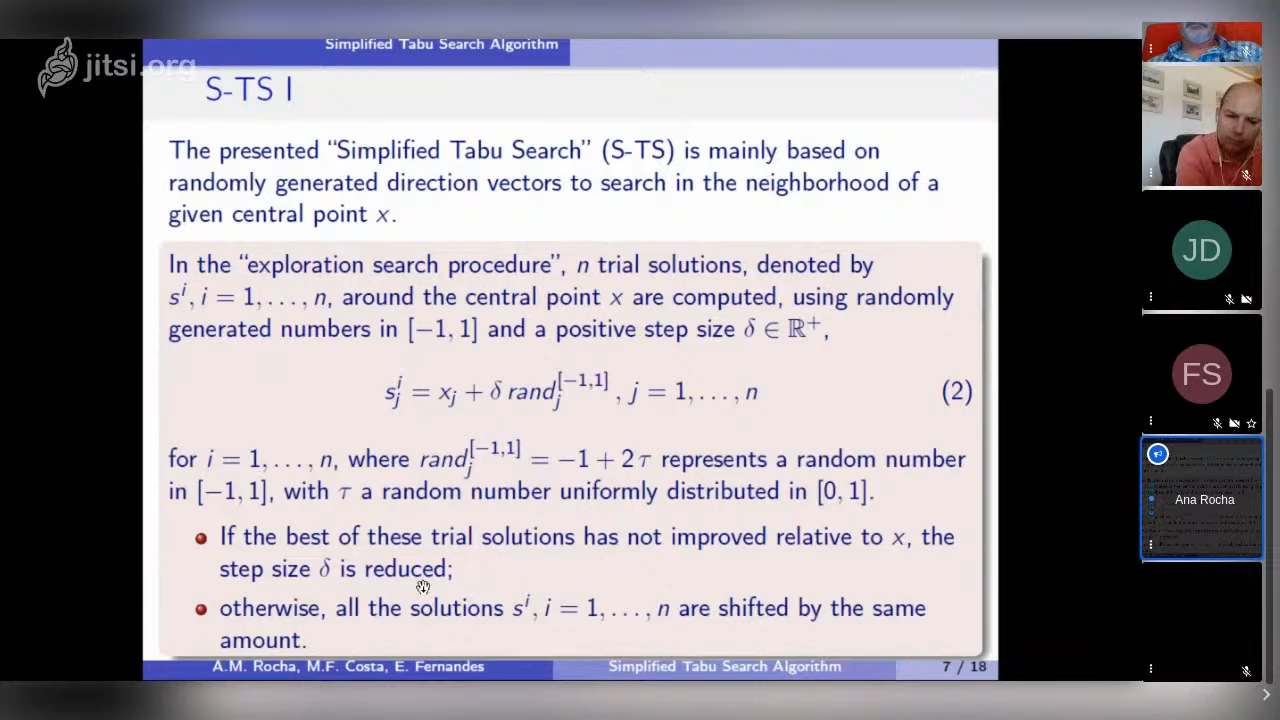 Simplified Tabu Search Algorithm
jitsi.org
S-TS I
The presented “Simplified Tabu Search” (S-TS) is mainly based on
randomly generated direction vectors to search in the neighborhood of a
given central point x.
In the “exploration search procedure”, n trial solutions, denoted by
sⁱ, i = 1, . . . , n, around the central point x are computed, using randomly
generated numbers in [−1, 1] and a positive step size δ ∈ ℝ⁺,
s_j^i = x_j + δ rand_j^{[−1,1]} , j = 1, . . . , n (2)
for i = 1, . . . , n, where rand_j^{[−1,1]} = −1 + 2τ represents a random number
in [−1, 1], with τ a random number uniformly distributed in [0, 1].
If the best of these trial solutions has not improved relative to x, the
step size δ is reduced;
otherwise, all the solutions sⁱ, i = 1, . . . , n are shifted by the same
amount.
A.M. Rocha, M.F. Costa, E. Fernandes Simplified Tabu Search Algorithm 7 / 18
JD
FS
Ana Rocha